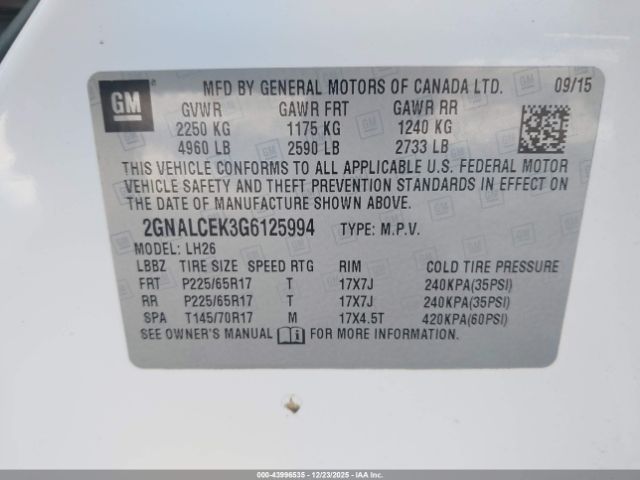 GM
MFD BY GENERAL MOTORS OF CANADA LTD. 09/15
GVWR GAWR FRT GAWR RR
2250 KG 1175 KG 1240 KG
4960 LB 2590 LB 2733 LB
THIS VEHICLE CONFORMS TO ALL APPLICABLE U.S. FEDERAL MOTOR
VEHICLE SAFETY AND THEFT PREVENTION STANDARDS IN EFFECT ON
THE DATE OF MANUFACTURE SHOWN ABOVE.
2GNALCEK3G6125994 TYPE: M.P.V.
MODEL: LH26
LBBZ TIRE SIZE SPEED RTG RIM COLD TIRE PRESSURE
FRT P225/65R17 T 17X7J 240KPA(35PSI)
RR P225/65R17 T 17X7J 240KPA(35PSI)
SPA T145/70R17 M 17X4.5T 420KPA(60PSI)
SEE OWNER'S MANUAL i FOR MORE INFORMATION.
000-43996535 - 12/23/2025 - IAAI.COM